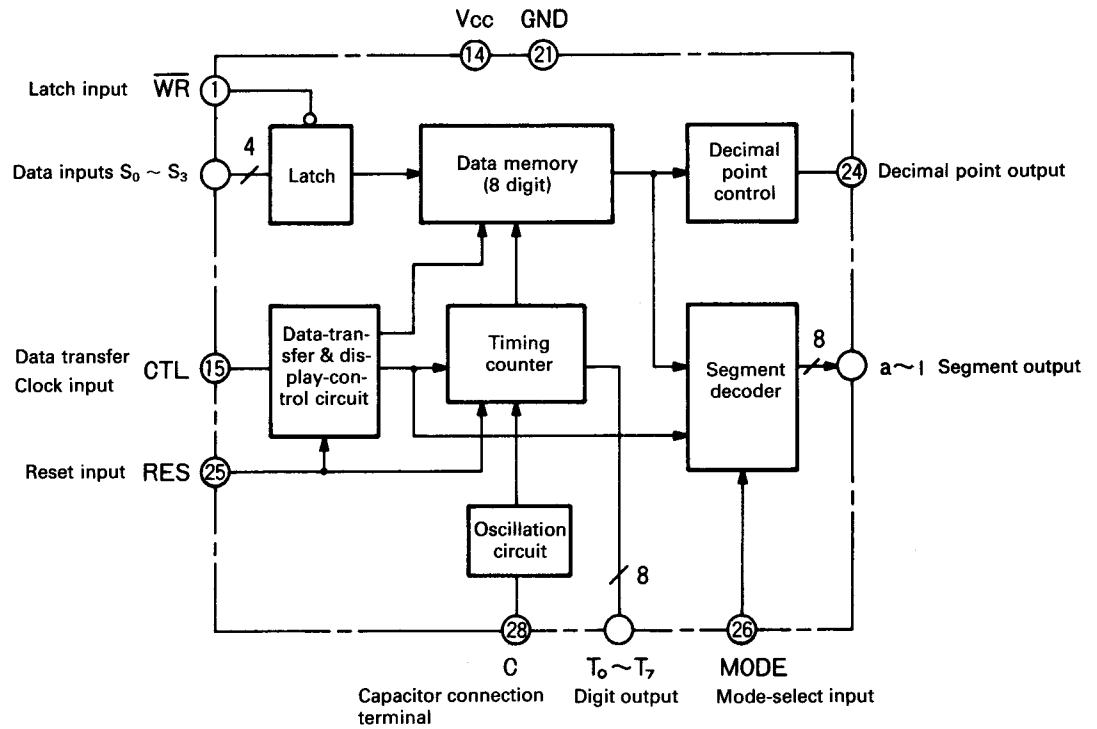 Vcc GND
14 21
Latch input WR 1
4
Data inputs S₀ ~ S₃
Latch
Data memory
(8 digit)
Decimal
point
control
24 Decimal point output
Data transfer
Clock input
CTL 15
Data-tran-
sfer & dis-
play-con-
trol circuit
Timing
counter
Segment
decoder
8
a~l Segment output
Reset input RES 25
Oscillation
circuit
8
28 26
C T₀~T₇ MODE
Capacitor connection
terminal
Digit output
Mode-select input